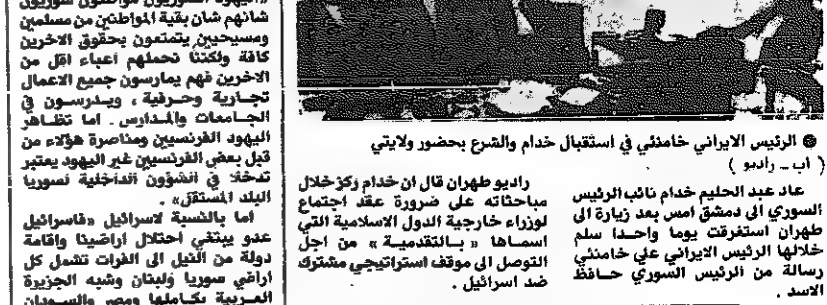 ● الرئيس الايراني خامنئي في استقبال خدام والشرع بحضور ولايتي
( أب ــ راديو )
عاد عبد الحليم خدام نائب الرئيس
السوري الى دمشق امس بعد زيارة الى
طهران استغرقت يوما واحدا سلم
خلالها الرئيس الايراني علي خامنئي
رسالة من الرئيس السوري حافظ
الاسد .
راديو طهران قال ان خدام ركز خلال
مباحثاته على ضرورة عقد اجتماع
لوزراء خارجية الدول الاسلامية التي
اسماها « بالتقدمية » من اجل
التوصل الى موقف استراتيجي مشترك
ضد اسرائيل .
اليهود السوريون مواطنون سوريون
شانهم شان بقية المواطنين من مسلمين
ومسيحيين يتمتعون بحقوق الاخرين
كافة ولكننا نحملهم اعباء اقل من
الاخرين فهم يمارسون جميع الاعمال
تجارية وحرفية ، ويدرسون في
الجامعات والمدارس . اما تظاهر
اليهود الفرنسيين ومناصرة هؤلاء من
قبل بعض الفرنسيين غير اليهود يعتبر
تدخلا في الشؤون الداخلية لسوريا
البلد المستقل» .
اما بالنسبة لاسرائيل «فاسرائيل
عدو يبتغي احتلال اراضينا واقامة
دولة من النيل الى الفرات تشمل كل
اراضي سوريا ولبنان وشبه الجزيرة
العربية بكاملها ومصر والسودان